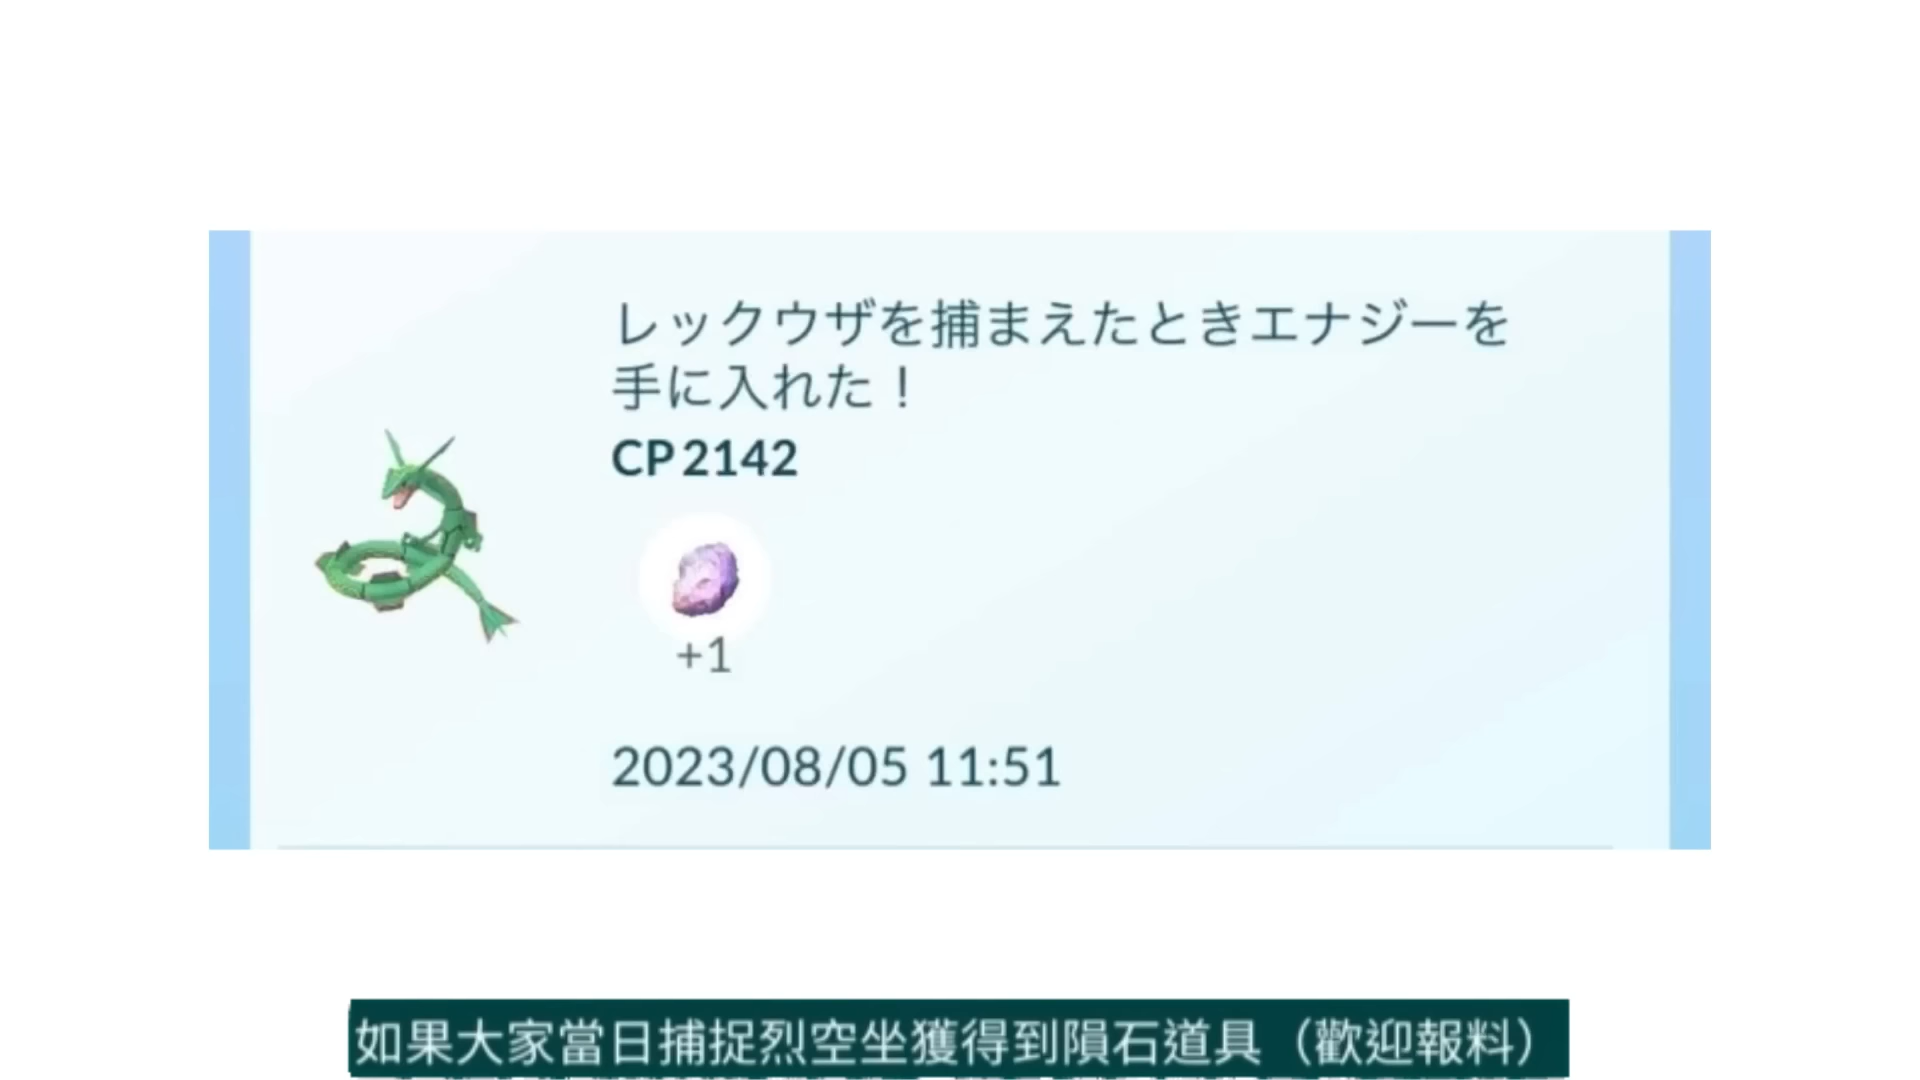 レックウザを捕まえたときエナジーを
手に入れた！
CP2142
+1
2023/08/05 11:51
如果大家當日捕捉烈空坐獲得到隕石道具（歡迎報料）